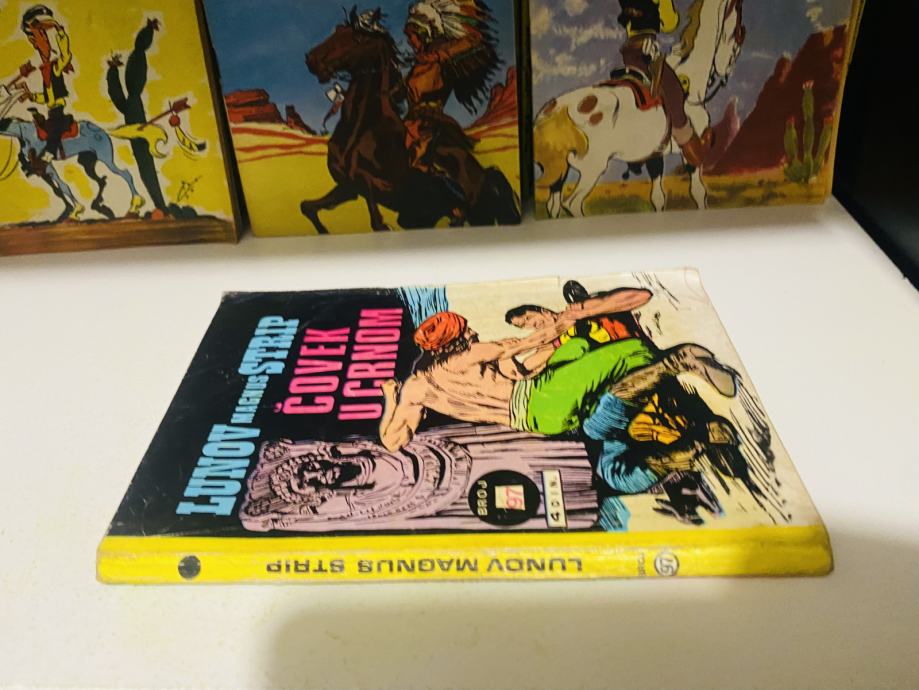 LUNOV MAGNUS STRIP
ČOVEK
U CRNOM
BROJ
97
4 DIN.
LUNOV MAGNUS STRIP
97